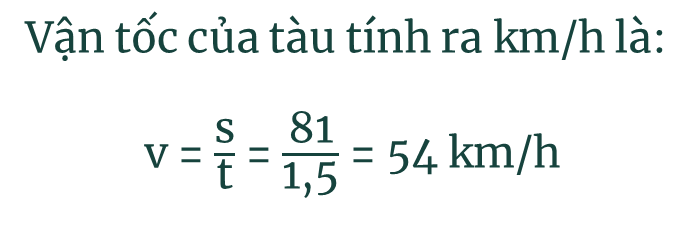 Vận tốc của tàu tính ra km/h là:
v = s/t = 81/1,5 = 54 km/h